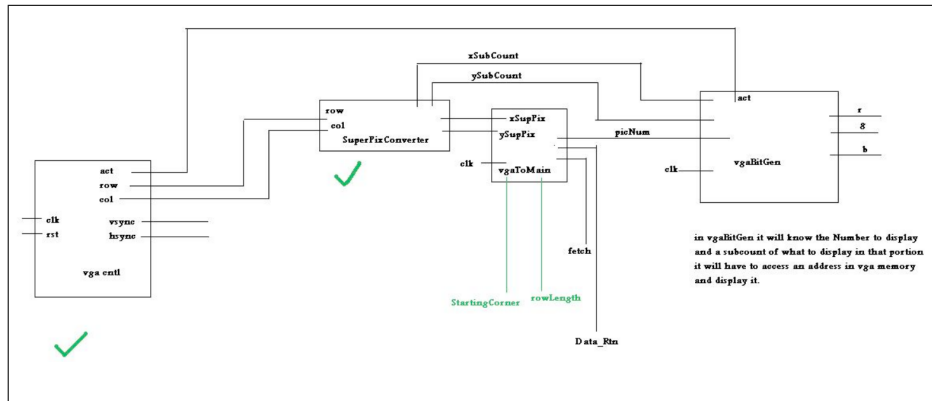 xSubCount
ySubCount
act
r
g
b
row
col
SuperPixConverter
xSupPix
ySupPix
picNum
clk
vgaToMain
clk
vgaBitGen
act
row
col
clk
rst
vsync
hsync
vga cntl
fetch
StartingCorner
rowLength
Data_Rtn
in vgaBitGen it will know the Number to display
and a subcount of what to display in that portion
it will have to access an address in vga memory
and display it.